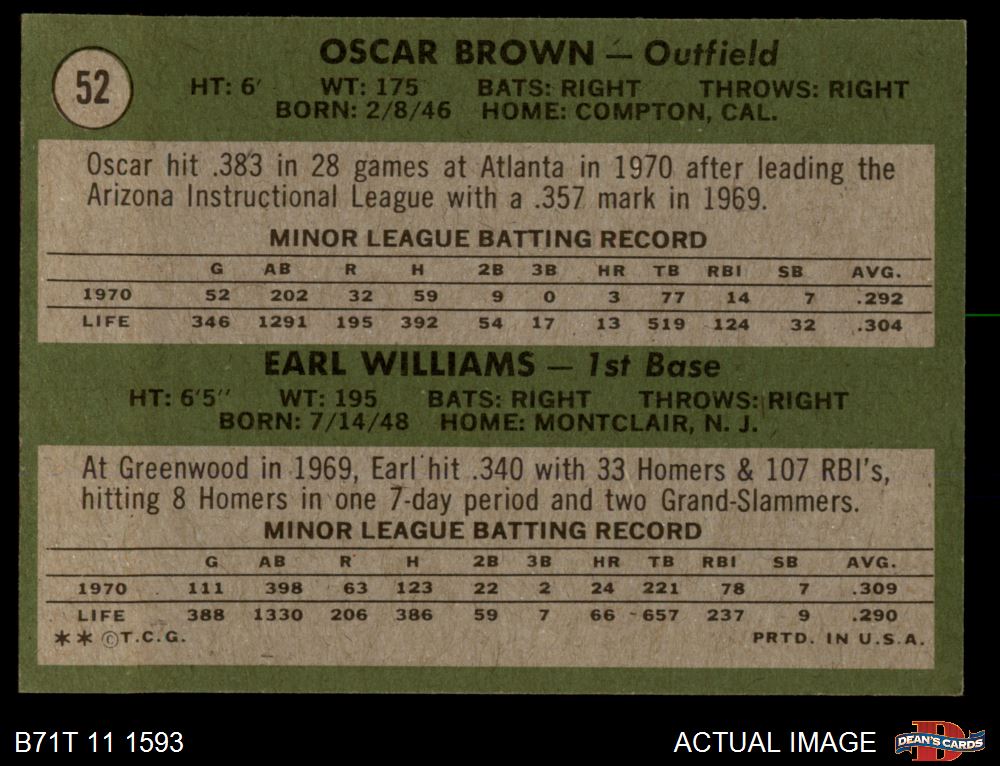 52
OSCAR BROWN — Outfield
HT: 6' WT: 175 BATS: RIGHT THROWS: RIGHT
BORN: 2/8/46 HOME: COMPTON, CAL.
Oscar hit .383 in 28 games at Atlanta in 1970 after leading the
Arizona Instructional League with a .357 mark in 1969.
MINOR LEAGUE BATTING RECORD
G AB R H 2B 3B HR TB RBI SB AVG.
1970 52 202 32 59 9 0 3 77 14 7 .292
LIFE 346 1291 195 392 54 17 13 519 124 32 .304
EARL WILLIAMS — 1st Base
HT: 6'5" WT: 195 BATS: RIGHT THROWS: RIGHT
BORN: 7/14/48 HOME: MONTCLAIR, N. J.
At Greenwood in 1969, Earl hit .340 with 33 Homers & 107 RBI's,
hitting 8 Homers in one 7-day period and two Grand-Slammers.
MINOR LEAGUE BATTING RECORD
G AB R H 2B 3B HR TB RBI SB AVG.
1970 111 398 63 123 22 2 24 221 78 7 .309
LIFE 388 1330 206 386 59 7 66 657 237 9 .290
** ©T.C.G. PRTD. IN U.S.A.
B71T 11 1593 ACTUAL IMAGE DEAN'S CARDS